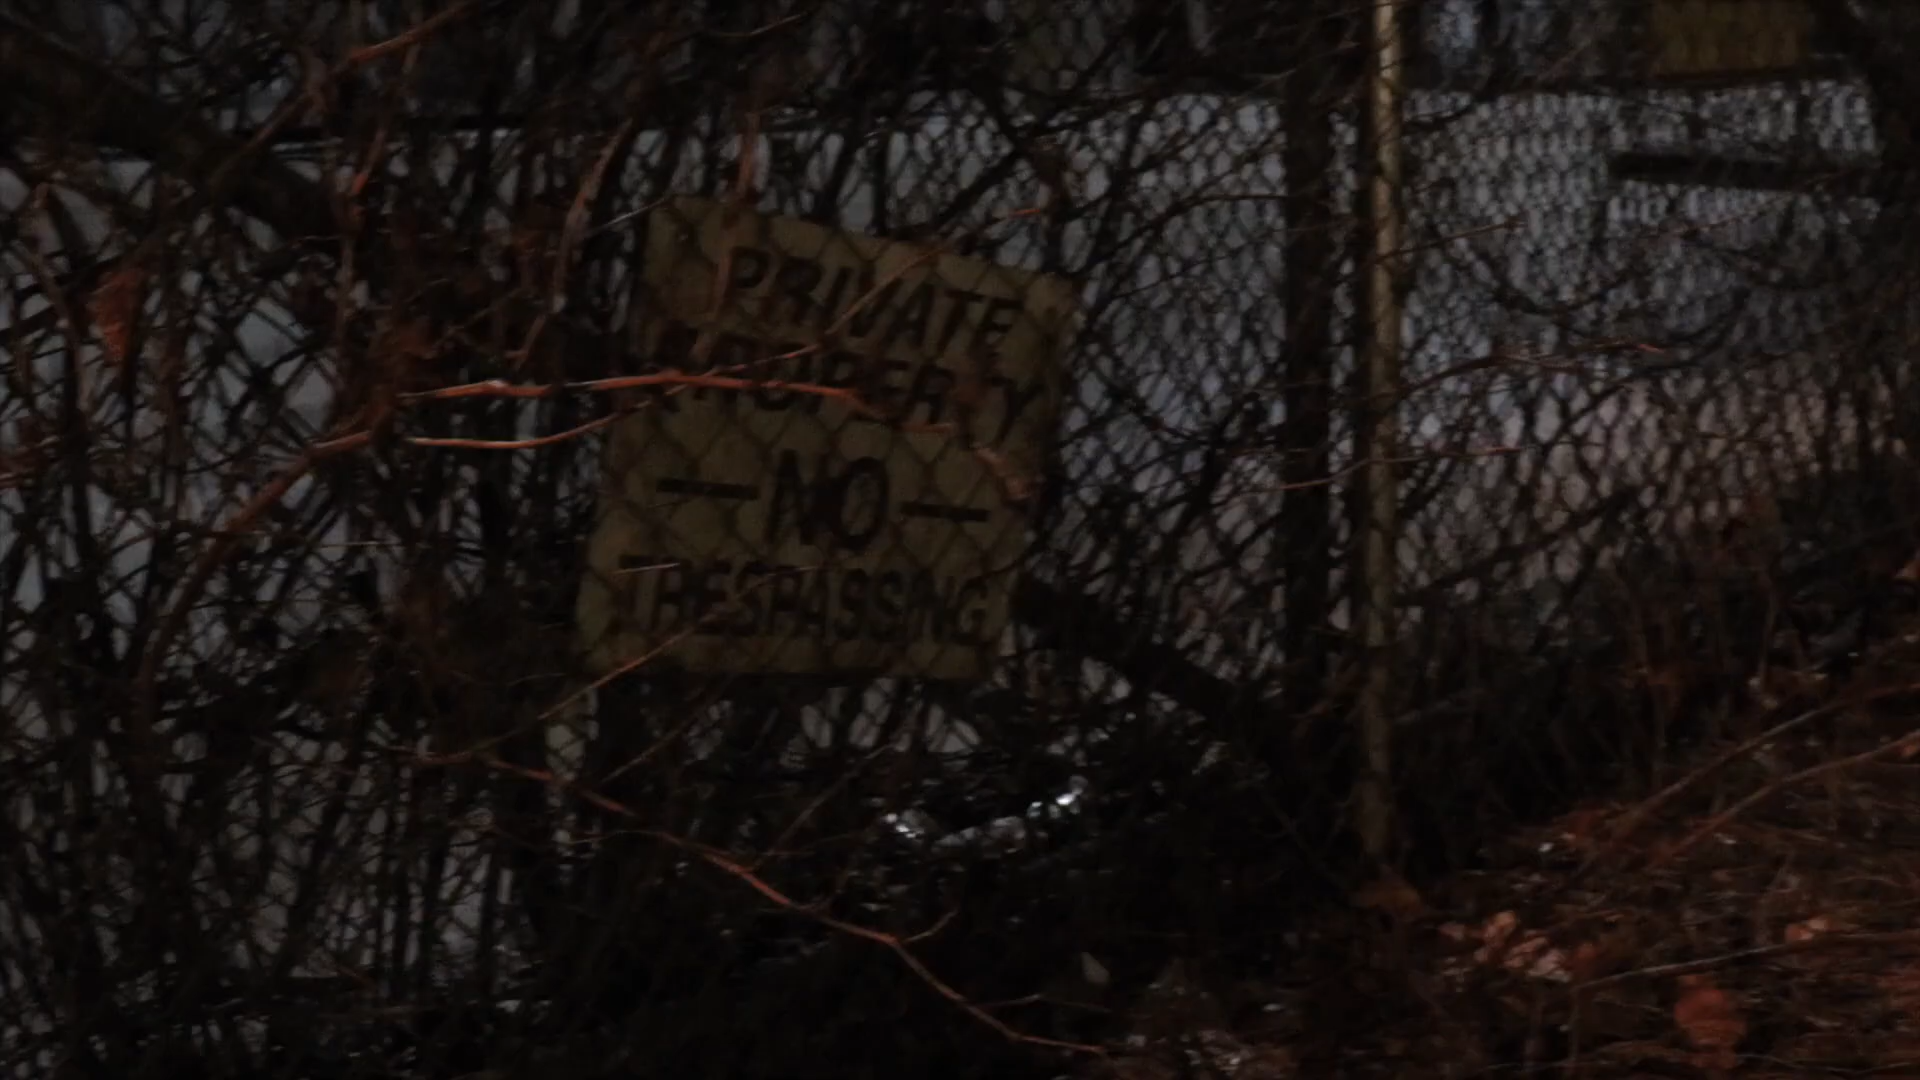 PRIVATE
PROPERTY
— NO —
TRESPASSING